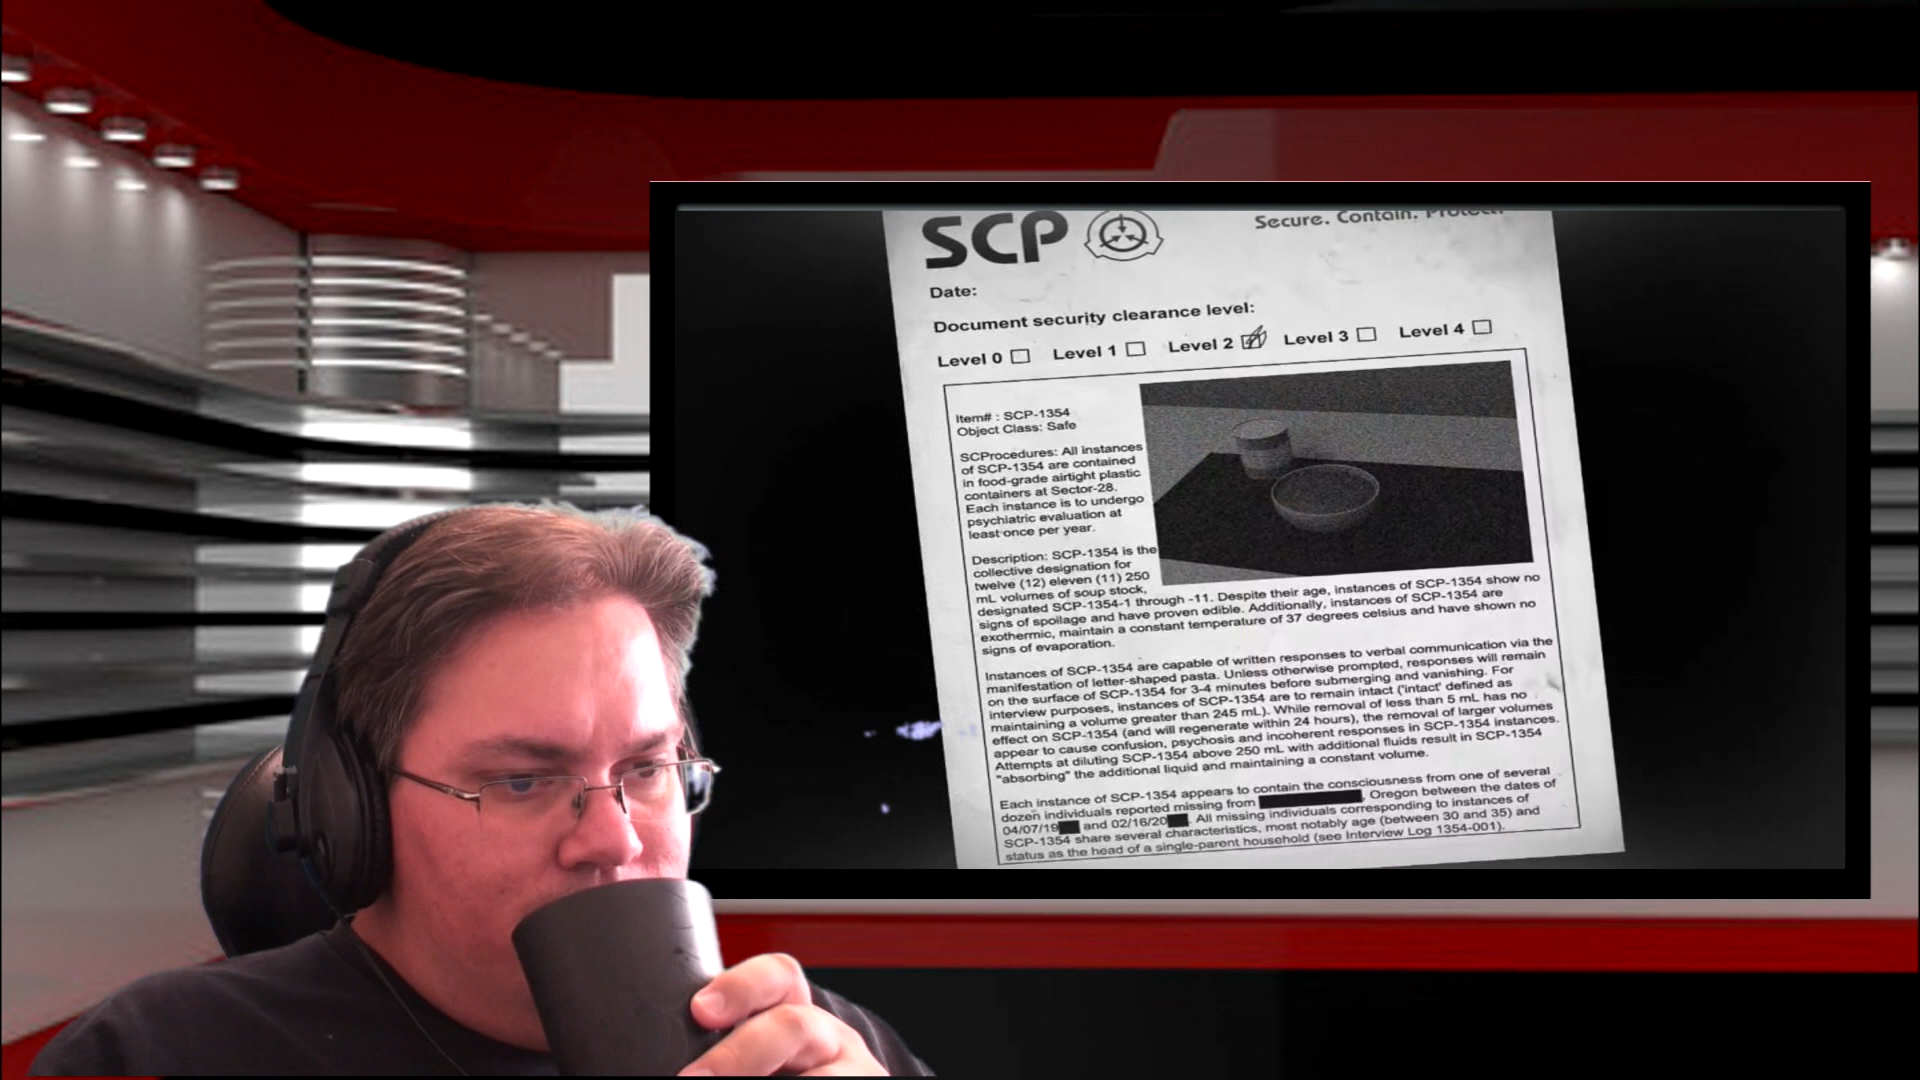 SCP Secure. Contain. Protect.
Date:
Document security clearance level:
Level 0 Level 1 Level 2 Level 3 Level 4
Item# : SCP-1354
Object Class: Safe
SCProcedures: All instances
of SCP-1354 are contained
in food-grade airtight plastic
containers at Sector-28.
Each instance is to undergo
psychiatric evaluation at
least once per year.
Description: SCP-1354 is the
collective designation for
twelve (12) eleven (11) 250
mL volumes of soup stock,
designated SCP-1354-1 through -11. Despite their age, instances of SCP-1354 show no
signs of spoilage and have proven edible. Additionally, instances of SCP-1354 are
exothermic, maintain a constant temperature of 37 degrees celsius and have shown no
signs of evaporation.
Instances of SCP-1354 are capable of written responses to verbal communication via the
manifestation of letter-shaped pasta. Unless otherwise prompted, responses will remain
on the surface of SCP-1354 for 3-4 minutes before submerging and vanishing. For
interview purposes, instances of SCP-1354 are to remain intact ('intact' defined as
maintaining a volume greater than 245 mL). While removal of less than 5 mL has no
effect on SCP-1354 (and will regenerate within 24 hours), the removal of larger volumes
appear to cause confusion, psychosis and incoherent responses in SCP-1354 instances.
Attempts at diluting SCP-1354 above 250 mL with additional fluids result in SCP-1354
"absorbing" the additional liquid and maintaining a constant volume.
Each instance of SCP-1354 appears to contain the consciousness from one of several
dozen individuals reported missing from , Oregon between the dates of
04/07/19 and 02/16/20 . All missing individuals corresponding to instances of
SCP-1354 share several characteristics, most notably age (between 30 and 35) and
status as the head of a single-parent household (see Interview Log 1354-001).